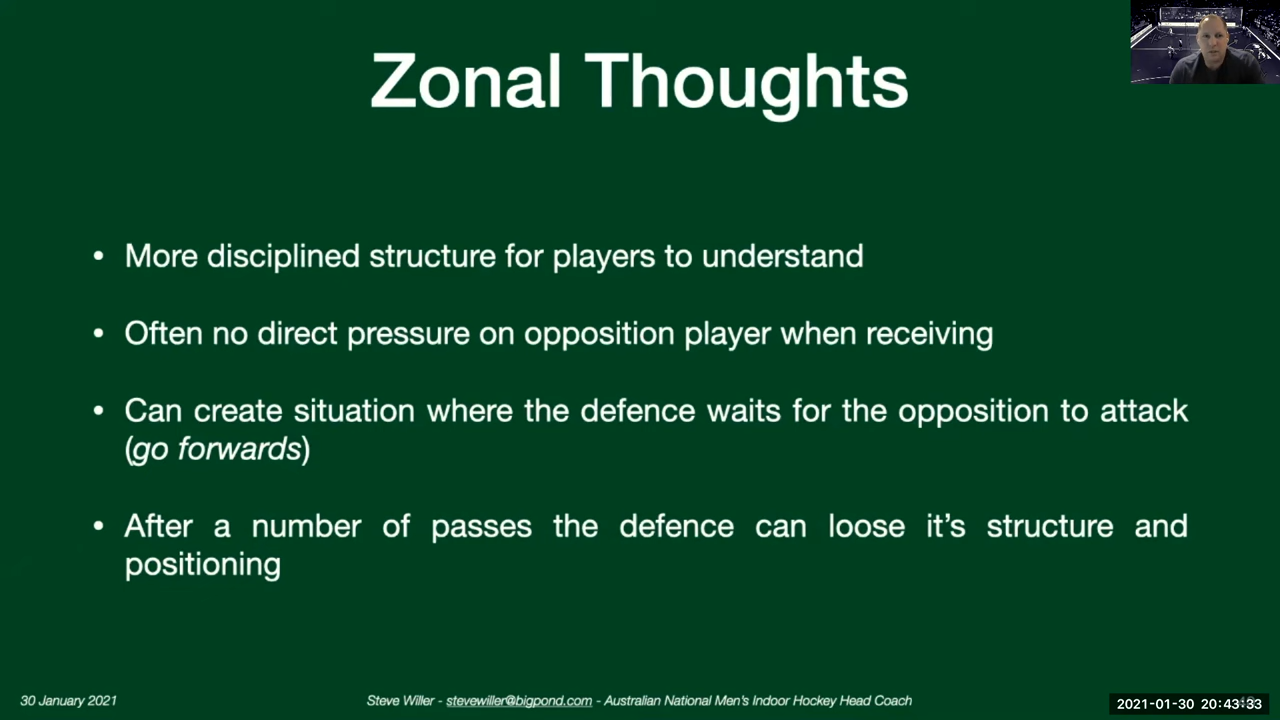 Zonal Thoughts
• More disciplined structure for players to understand
• Often no direct pressure on opposition player when receiving
• Can create situation where the defence waits for the opposition to attack
(go forwards)
• After a number of passes the defence can loose it's structure and
positioning
30 January 2021
Steve Willer - stevewiller@bigpond.com - Australian National Men's Indoor Hockey Head Coach
2021-01-30 20:43:33